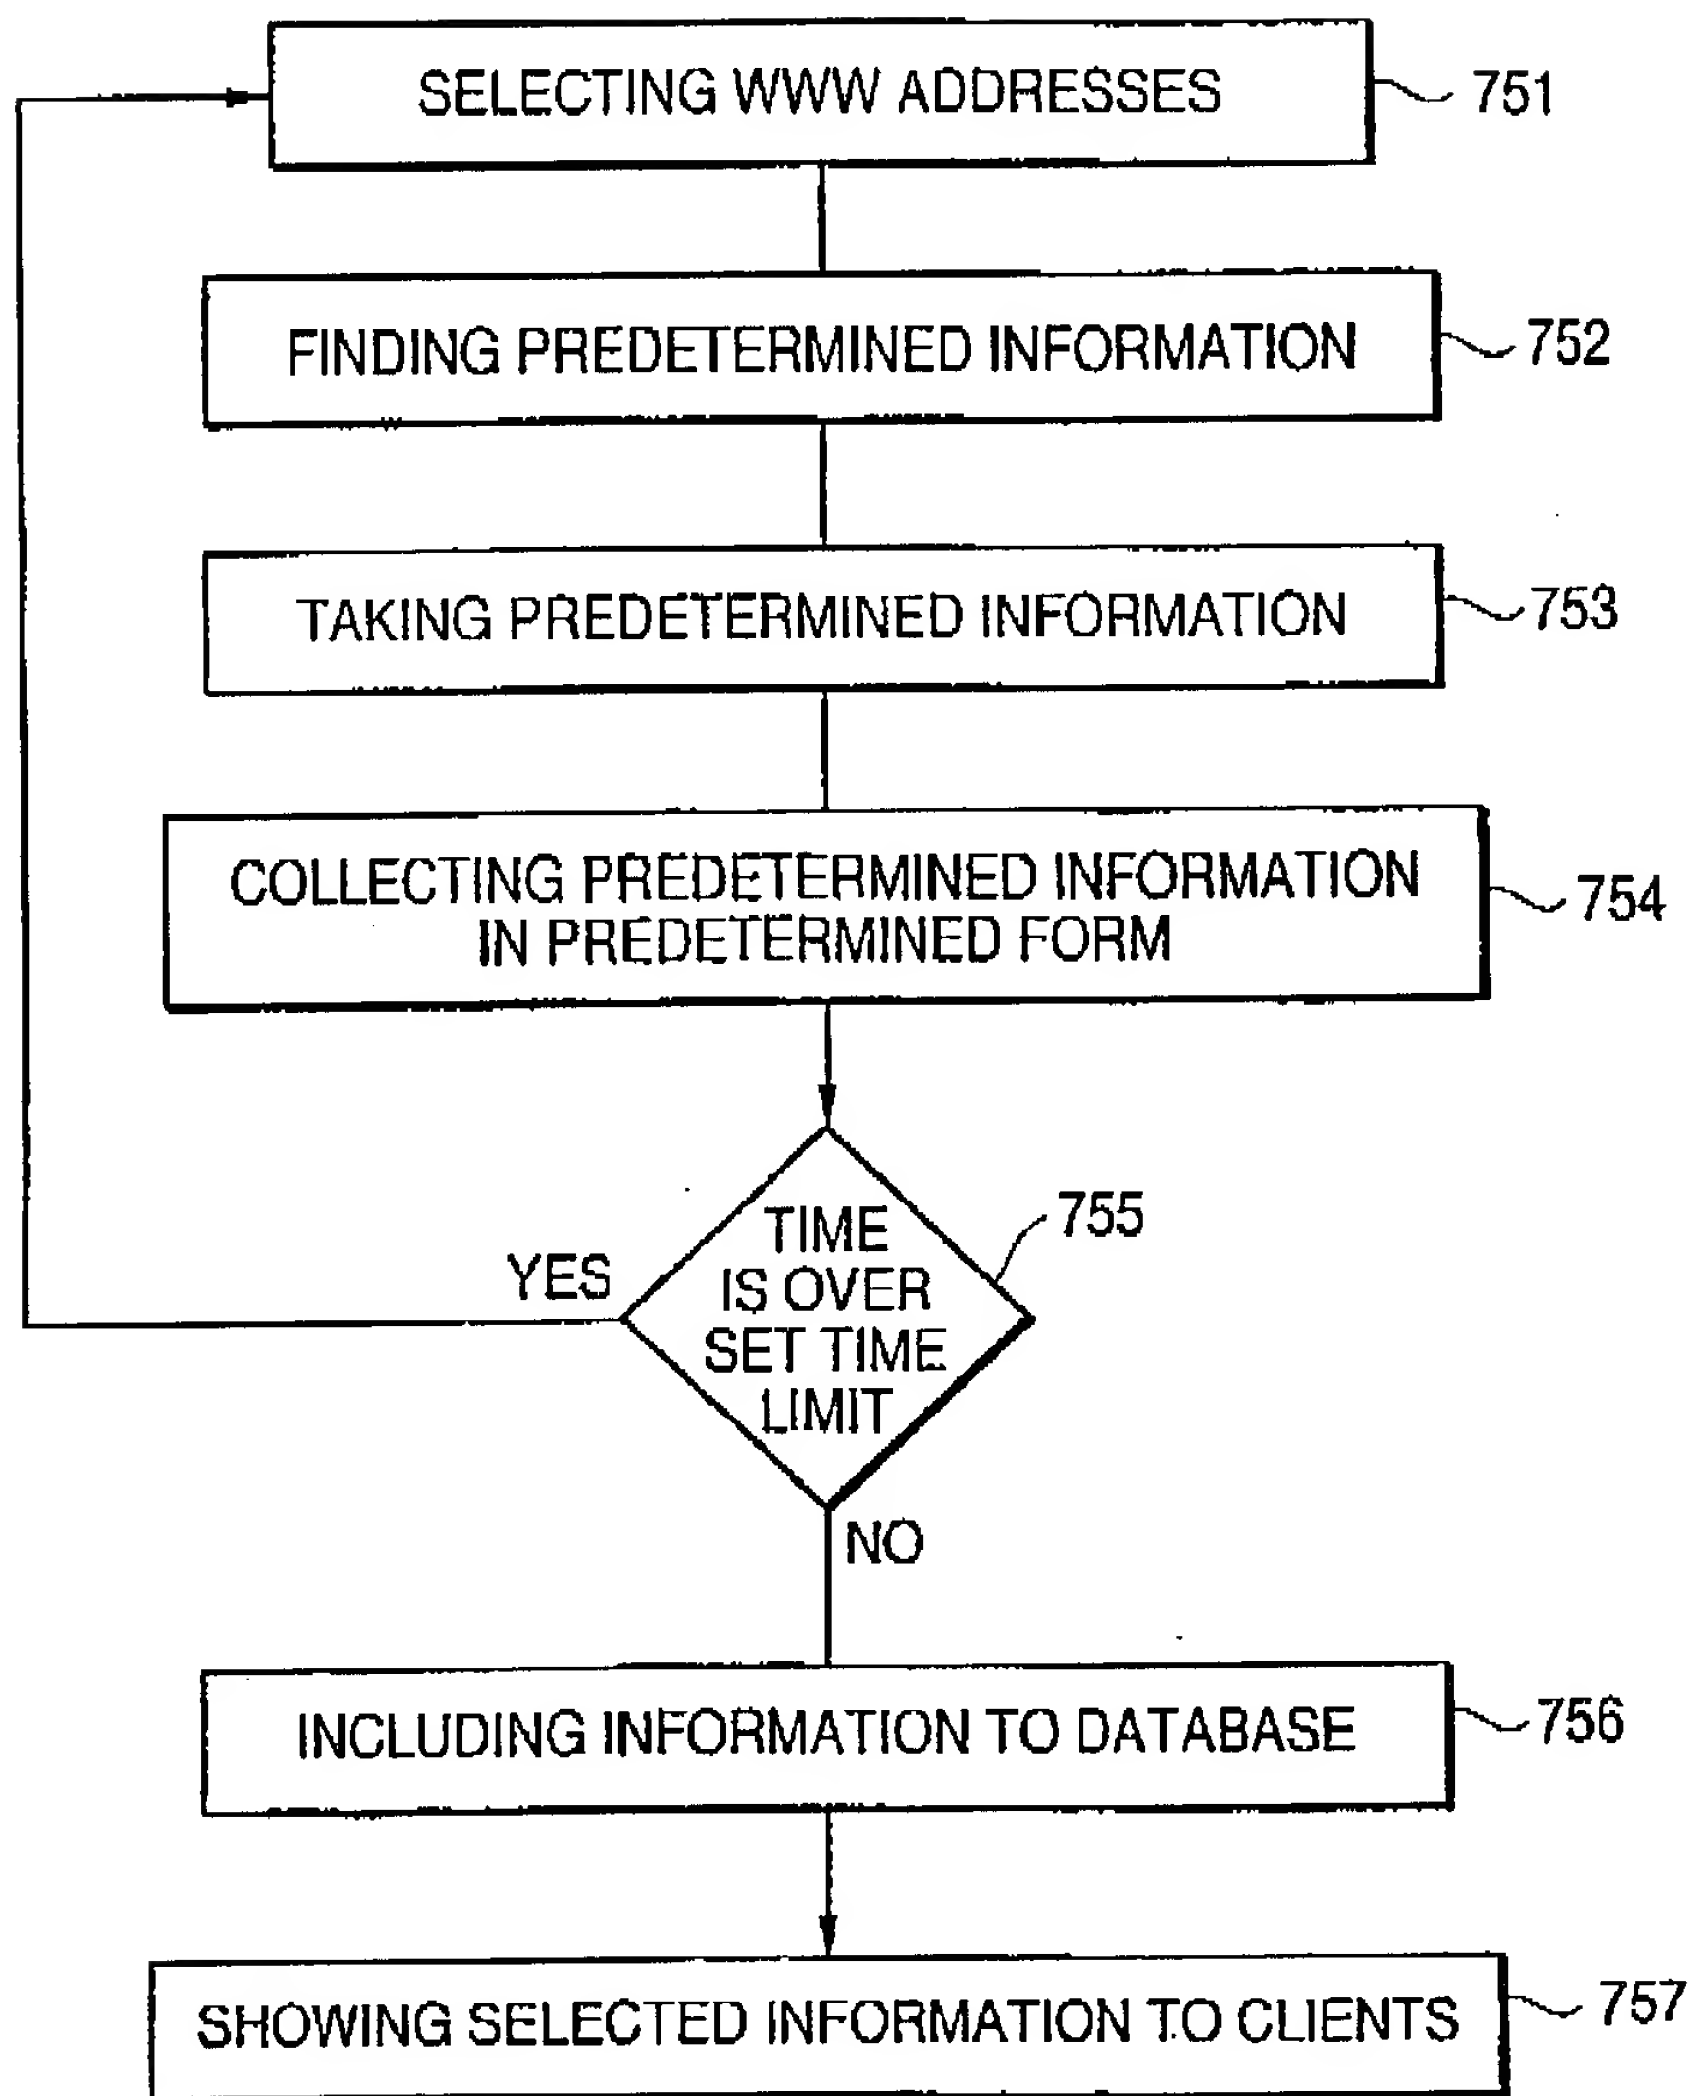 SELECTING WWW ADDRESSES
751
FINDING PREDETERMINED INFORMATION
752
TAKING PREDETERMINED INFORMATION
753
COLLECTING PREDETERMINED INFORMATION
IN PREDETERMINED FORM
754
TIME
IS OVER
SET TIME
LIMIT
755
YES
NO
INCLUDING INFORMATION TO DATABASE
756
SHOWING SELECTED INFORMATION TO CLIENTS
757